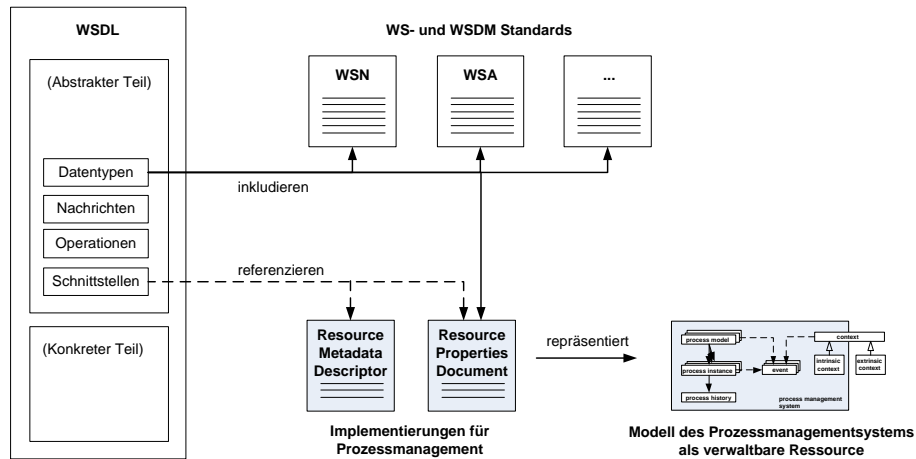 WSDL
(Abstrakter Teil)
Datentypen
Nachrichten
Operationen
Schnittstellen
(Konkreter Teil)
WS- und WSDM Standards
WSN
WSA
...
inkludieren
referenzieren
Resource
Metadata
Descriptor
Resource
Properties
Document
repräsentiert
Implementierungen für
Prozessmanagement
process model
process instance
process history
event
context
intrinsic
context
extrinsic
context
process management
system
Modell des Prozessmanagementsystems
als verwaltbare Ressource